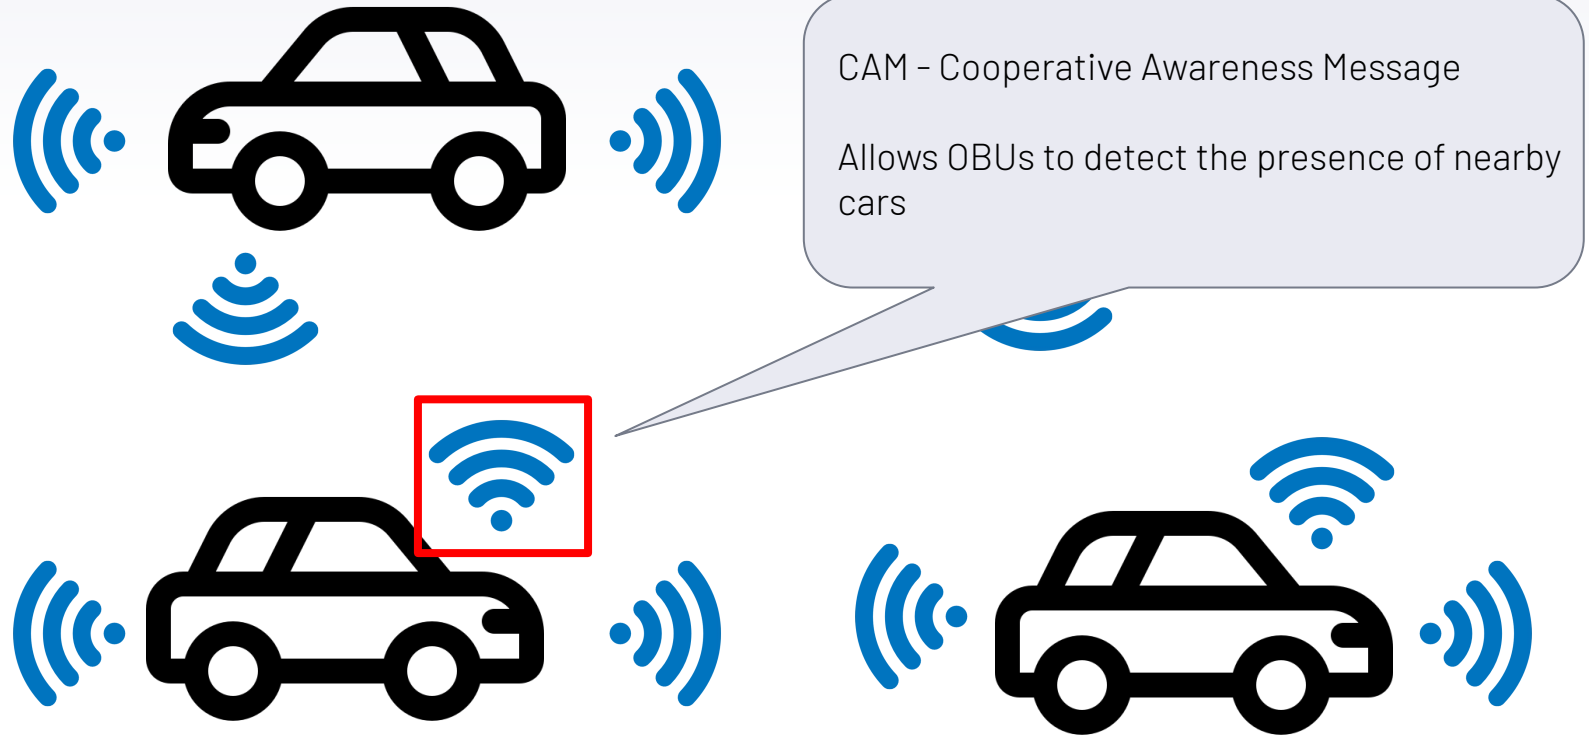 CAM - Cooperative Awareness Message
Allows OBUs to detect the presence of nearby
cars